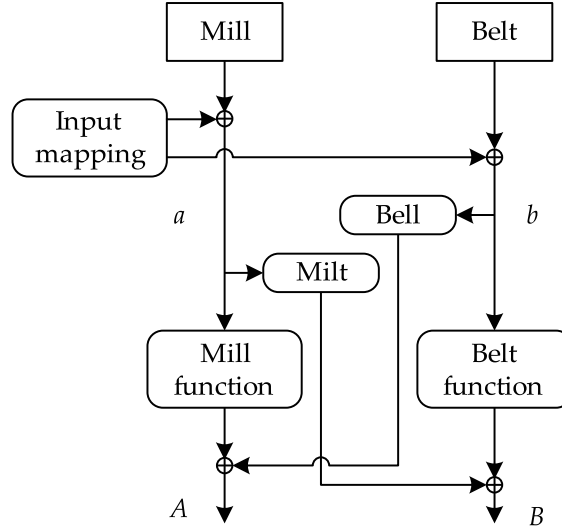 Mill
Belt
Input
mapping
a
Bell
b
Milt
Mill
function
Belt
function
A
B